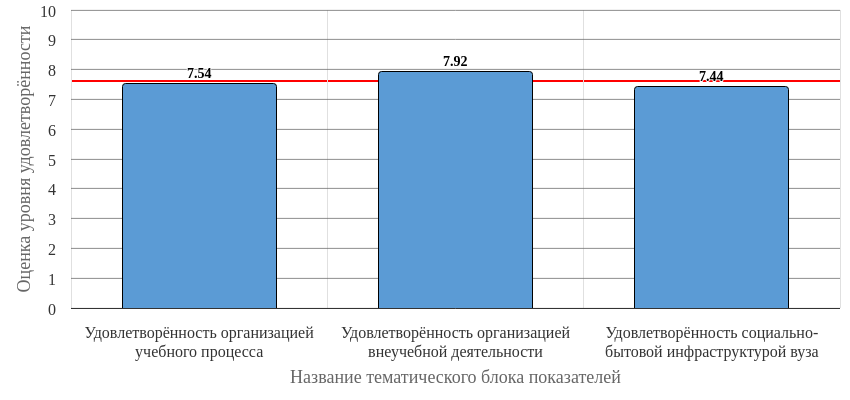 Оценка уровня удовлетворённости
10
9
8
7
6
5
4
3
2
1
0
7.54
7.92
7.44
Удовлетворённость организацией
учебного процесса
Удовлетворённость организацией
внеучебной деятельности
Удовлетворённость социально-
бытовой инфраструктурой вуза
Название тематического блока показателей